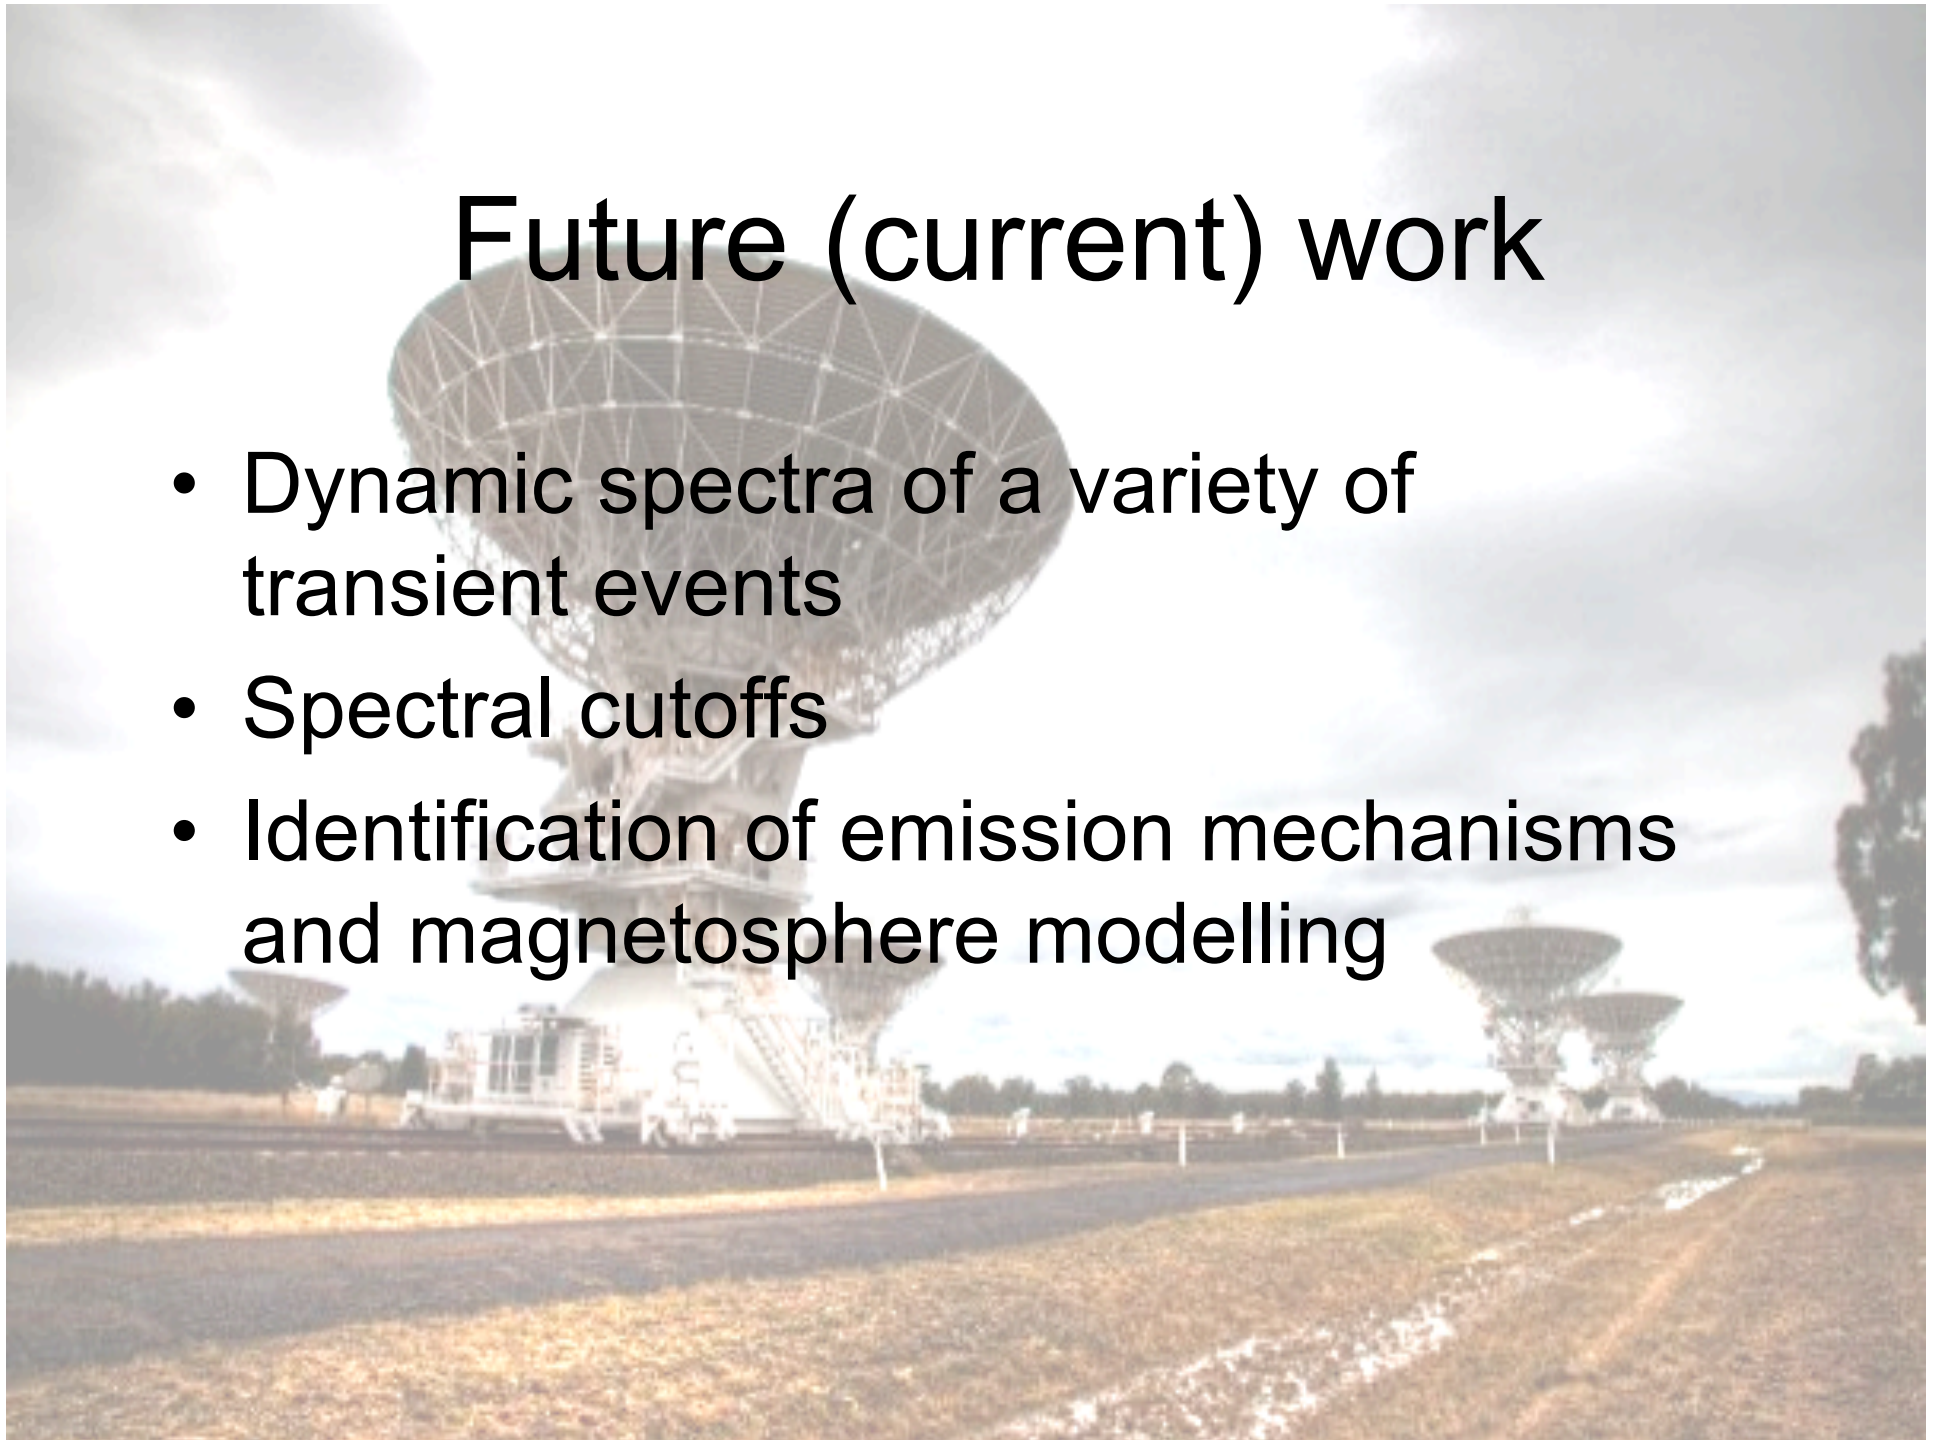 Future (current) work
• Dynamic spectra of a variety of
transient events
• Spectral cutoffs
• Identification of emission mechanisms
and magnetosphere modelling